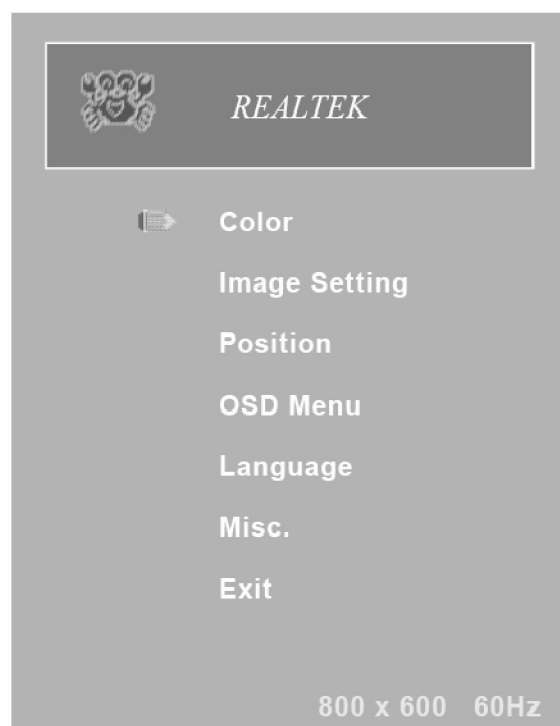 REALTEK
Color
Image Setting
Position
OSD Menu
Language
Misc.
Exit
800 x 600 60Hz